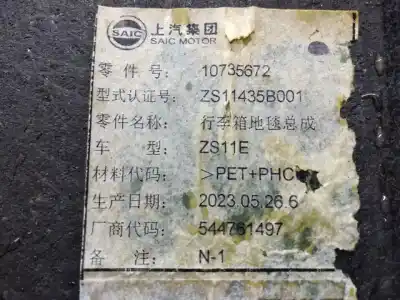 SAIC 上汽集团
SAIC MOTOR
零件号: 10735672
型式认证号: ZS11435B001
零件名称: 行李箱地毯总成
车型: ZS11E
材料代码: >PET+PHC
生产日期: 2023.05.26.6
厂商代码: 544761497
备注: N-1